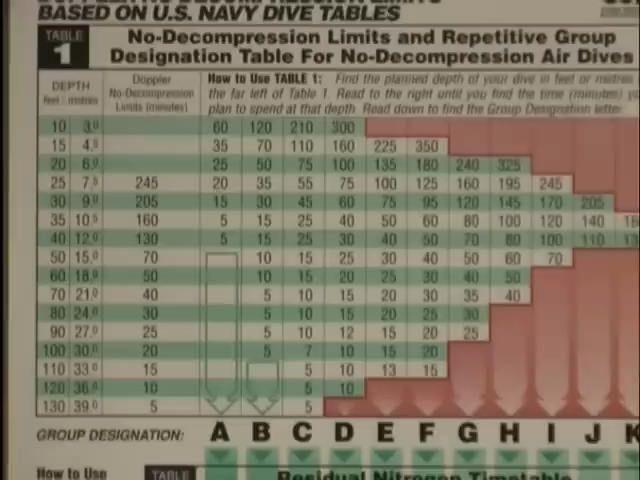 BASED ON U.S. NAVY DIVE TABLES
TABLE 1 No-Decompression Limits and Repetitive Group
Designation Table For No-Decompression Air Dives
DEPTH feet metres
Doppler No-Decompression Limits (minutes)
How to Use TABLE 1: Find the planned depth of your dive in feet or metres
the far left of Table 1. Read to the right until you find the time (minutes)
plan to spend at that depth. Read down to find the Group Designation letter.
10 3.0 60 120 210 300
15 4.5 35 70 110 160 225 350
20 6.0 25 50 75 100 135 180 240 325
25 7.5 245 20 35 55 75 100 125 160 195 245
30 9.0 205 15 30 45 60 75 95 120 145 170 205
35 10.5 160 5 15 25 40 50 60 80 100 120 140
40 12.0 130 5 15 25 30 40 50 70 80 100 110
50 15.0 70 10 15 25 30 40 50 60 70
60 18.0 50 10 15 20 25 30 40 50
70 21.0 40 5 10 15 20 30 35 40
80 24.0 30 5 10 15 20 25 30
90 27.0 25 5 10 12 15 20 25
100 30.0 20 5 7 10 15 20
110 33.0 15 5 10 13 15
120 36.0 10 5 10
130 39.0 5 5
GROUP DESIGNATION: A B C D E F G H I J K
How to Use TABLE Residual Nitrogen Timetable